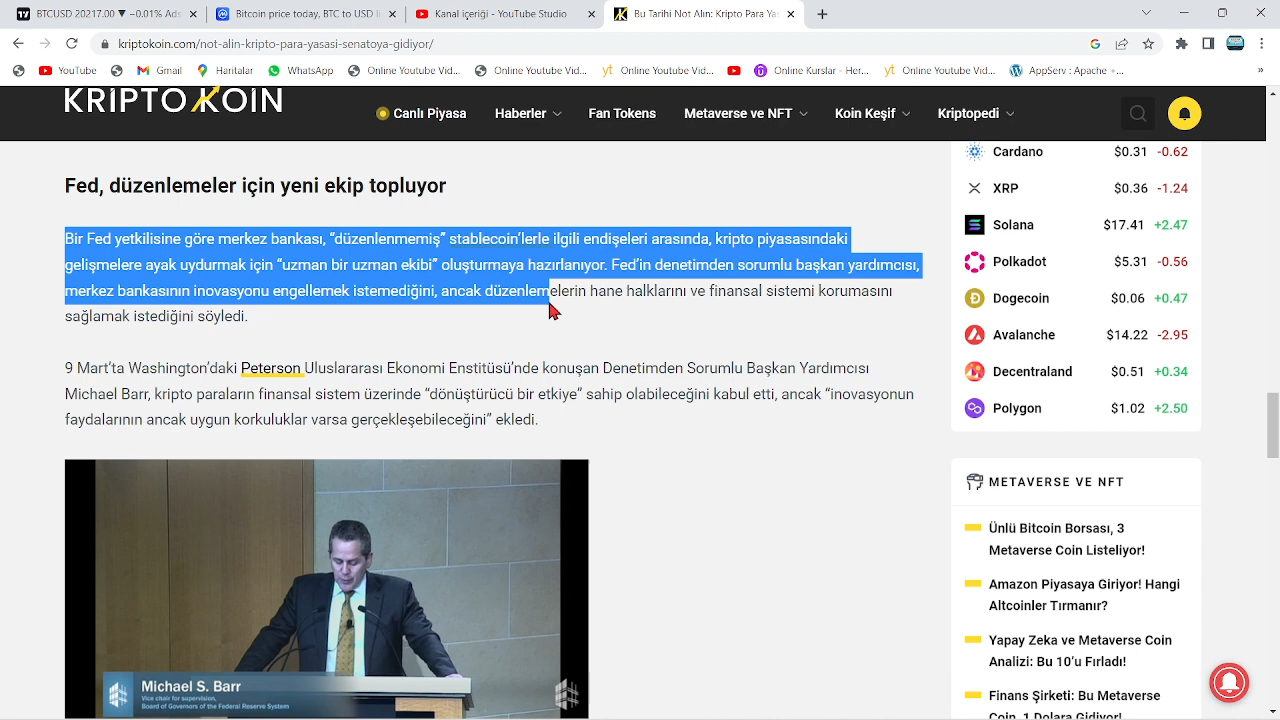 BTCUSD 20217.00 ▼ −0.01% Ads
Bitcoin price today, BTC to USD li
Kanal içeriği - YouTube Studio
Bu Tarihi Not Alın: Kripto Para Yas
kriptokoin.com/not-alin-kripto-para-yasasi-senatoya-gidiyor/
YouTube
Gmail
Haritalar
WhatsApp
Online Youtube Vid...
Online Youtube Vid...
Online Youtube Vid...
Online Kurslar - Her...
Online Youtube Vid...
AppServ : Apache +...
»
KRIPTOKOIN
Canlı Piyasa
Haberler
Fan Tokens
Metaverse ve NFT
Koin Keşif
Kriptopedi
Fed, düzenlemeler için yeni ekip topluyor
Bir Fed yetkilisine göre merkez bankası, “düzenlenmemiş” stablecoin’lerle ilgili endişeleri arasında, kripto piyasasındaki
gelişmelere ayak uydurmak için “uzman bir uzman ekibi” oluşturmaya hazırlanıyor. Fed’in denetimden sorumlu başkan yardımcısı,
merkez bankasının inovasyonu engellemek istemediğini, ancak düzenlemelerin hane halklarını ve finansal sistemi korumasını
sağlamak istediğini söyledi.
9 Mart’ta Washington’daki Peterson Uluslararası Ekonomi Enstitüsü’nde konuşan Denetimden Sorumlu Başkan Yardımcısı
Michael Barr, kripto paraların finansal sistem üzerinde “dönüştürücü bir etkiye” sahip olabileceğini kabul etti, ancak “inovasyonun
faydalarının ancak uygun korkuluklar varsa gerçekleşebileceğini” ekledi.
Michael S. Barr
Vice chair for supervision,
Board of Governors of the Federal Reserve System
Cardano $0.31 -0.62
XRP $0.36 -1.24
Solana $17.41 +2.47
Polkadot $5.31 -0.56
Dogecoin $0.06 +0.47
Avalanche $14.22 -2.95
Decentraland $0.51 +0.34
Polygon $1.02 +2.50
METAVERSE VE NFT
Ünlü Bitcoin Borsası, 3
Metaverse Coin Listeliyor!
Amazon Piyasaya Giriyor! Hangi
Altcoinler Tırmanır?
Yapay Zeka ve Metaverse Coin
Analizi: Bu 10’u Fırladı!
Finans Şirketi: Bu Metaverse
Coin, 1 Dolara Gidiyor!